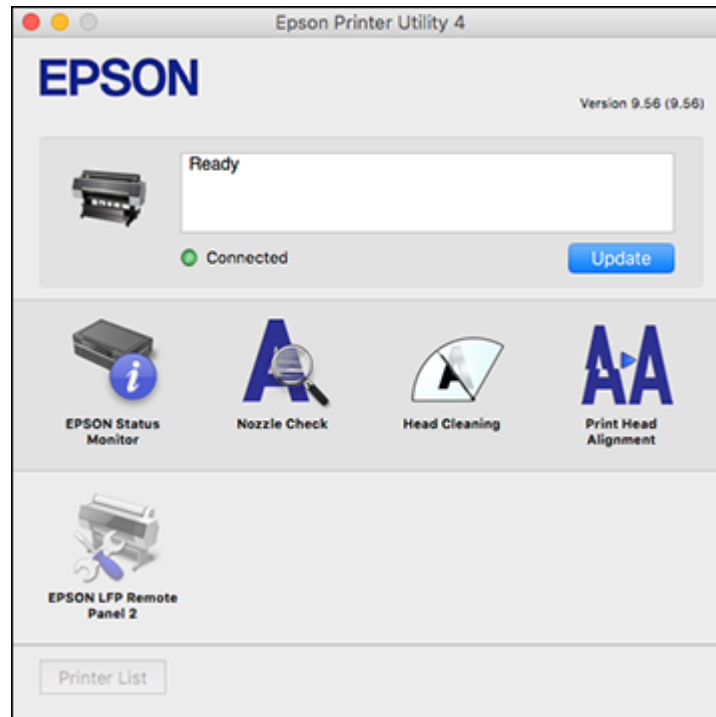 Epson Printer Utility 4
EPSON
Version 9.56 (9.56)
Ready
Connected
Update
EPSON Status
Monitor
Nozzle Check
Head Cleaning
Print Head
Alignment
EPSON LFP Remote
Panel 2
Printer List